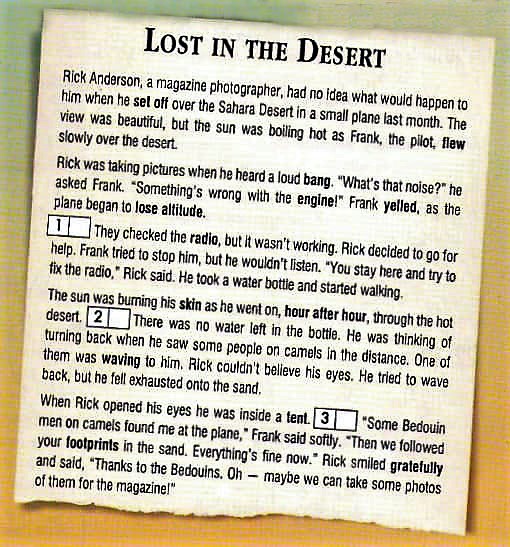 LOST IN THE DESERT
Rick Anderson, a magazine photographer, had no idea what would happen to
him when he set off over the Sahara Desert in a small plane last month. The
view was beautiful, but the sun was boiling hot as Frank, the pilot, flew
slowly over the desert.
Rick was taking pictures when he heard a loud bang. "What's that noise?" he
asked Frank. "Something's wrong with the engine!" Frank yelled, as the
plane began to lose altitude.
1 They checked the radio, but it wasn't working. Rick decided to go for
help. Frank tried to stop him, but he wouldn't listen. "You stay here and try to
fix the radio," Rick said. He took a water bottle and started walking.
The sun was burning his skin as he went on, hour after hour, through the hot
desert. 2 There was no water left in the bottle. He was thinking of
turning back when he saw some people on camels in the distance. One of
them was waving to him. Rick couldn't believe his eyes. He tried to wave
back, but he fell exhausted onto the sand.
When Rick opened his eyes he was inside a tent. 3 "Some Bedouin
men on camels found me at the plane," Frank said softly. "Then we followed
your footprints in the sand. Everything's fine now." Rick smiled gratefully
and said, "Thanks to the Bedouins. Oh — maybe we can take some photos
of them for the magazine!"